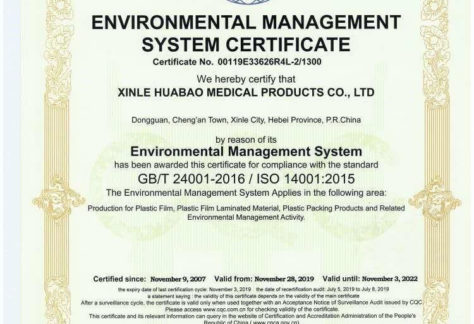 ENVIRONMENTAL MANAGEMENT
SYSTEM CERTIFICATE
Certificate No. 00119E33626R4L-2/1300
We hereby certify that
XINLE HUABAO MEDICAL PRODUCTS CO., LTD
Dongguan, Cheng'an Town, Xinle City, Hebei Province, P.R.China
by reason of its
Environmental Management System
has been awarded this certificate for compliance with the standard
GB/T 24001-2016 / ISO 14001:2015
The Environmental Management System Applies in the following area:
Production for Plastic Film, Plastic Film Laminated Material, Plastic Packing Products and Related
Environmental Management Activity.
Certified since: November 9, 2007 Valid from: November 28, 2019 Valid until: November 3, 2022
the expiry date of last certification cycle: November 3, 2019 the date of recertification audit: July 5, 2019 to July 8, 2019
a statement saying : the validity of this certificate depends on the validity of the main certificate
After a surveillance cycle, the certificate is valid only when used together with an Acceptance Notice of Surveillance Audit issued by CQC
Please access www.cqc.com.cn for checking validity of the certificate
This certificate and its relevant information can query in the website of Certification and Accreditation Administration of the People's
Republic of China (www.cnca.gov.cn)